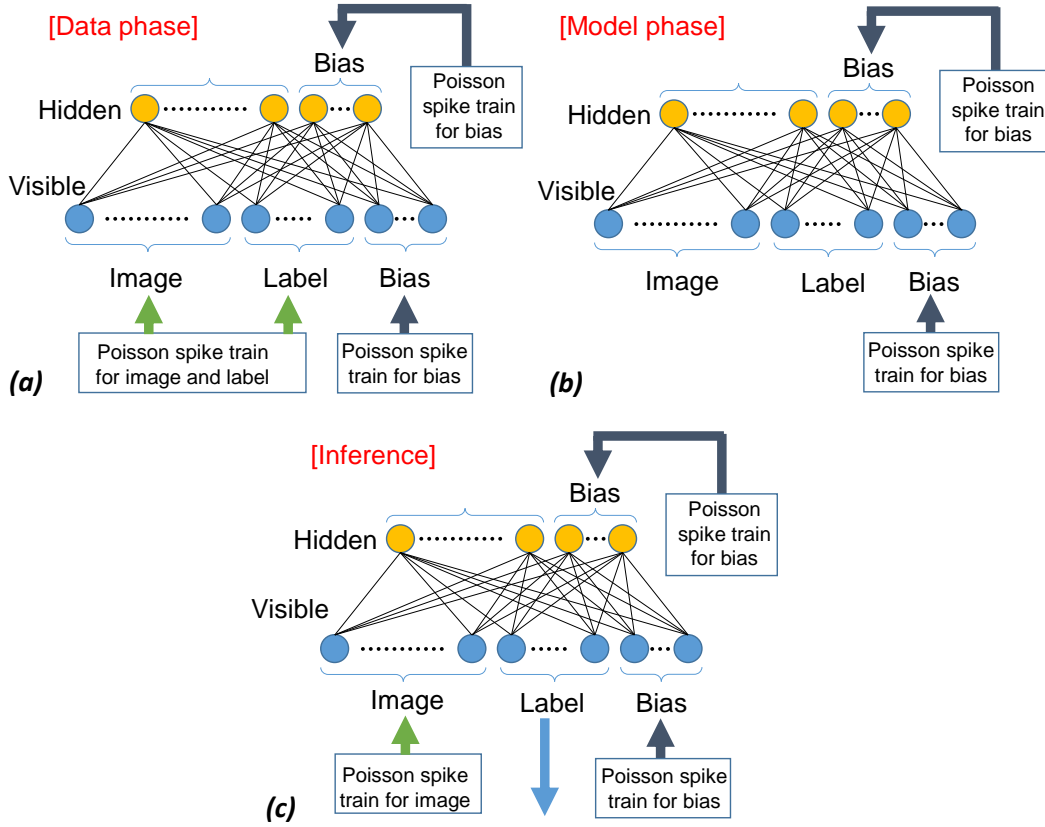 [Data phase]
Bias
Poisson
spike train
for bias
Hidden
Visible
Image
Label
Bias
Poisson spike train
for image and label
Poisson spike
train for bias
(a)
[Model phase]
Bias
Poisson
spike train
for bias
Hidden
Visible
Image
Label
Bias
Poisson spike
train for bias
(b)
[Inference]
Bias
Poisson
spike train
for bias
Hidden
Visible
Image
Label
Bias
Poisson spike
train for image
Poisson spike
train for bias
(c)